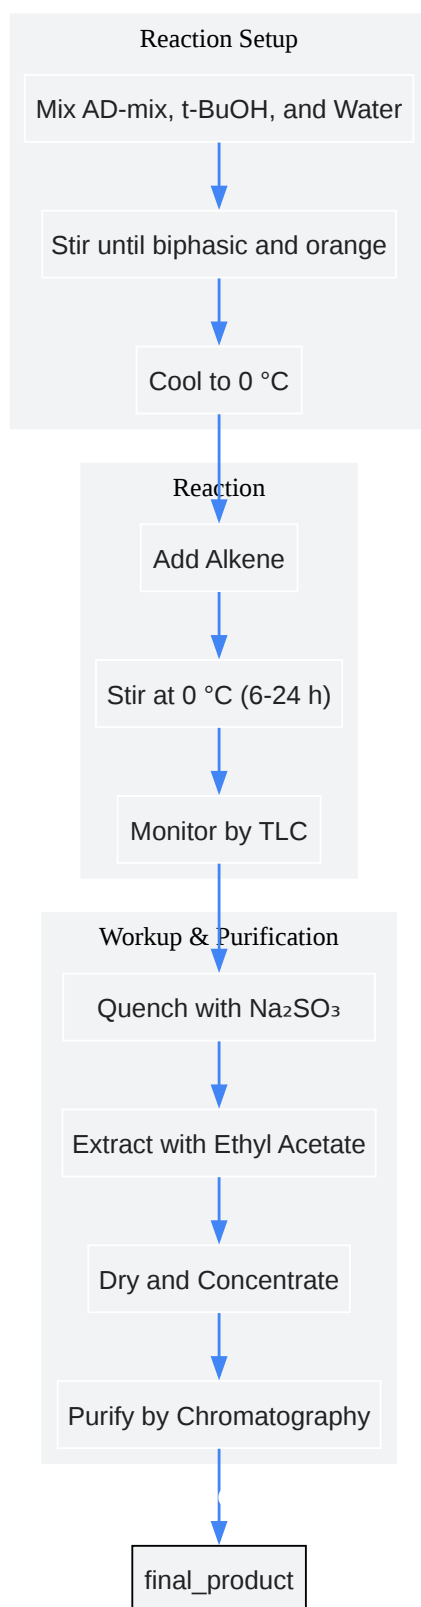 Reaction Setup
Mix AD-mix, t-BuOH, and Water
Stir until biphasic and orange
Cool to 0 °C
Reaction
Add Alkene
Stir at 0 °C (6-24 h)
Monitor by TLC
Workup & Purification
Quench with Na₂SO₃
Extract with Ethyl Acetate
Dry and Concentrate
Purify by Chromatography
final_product